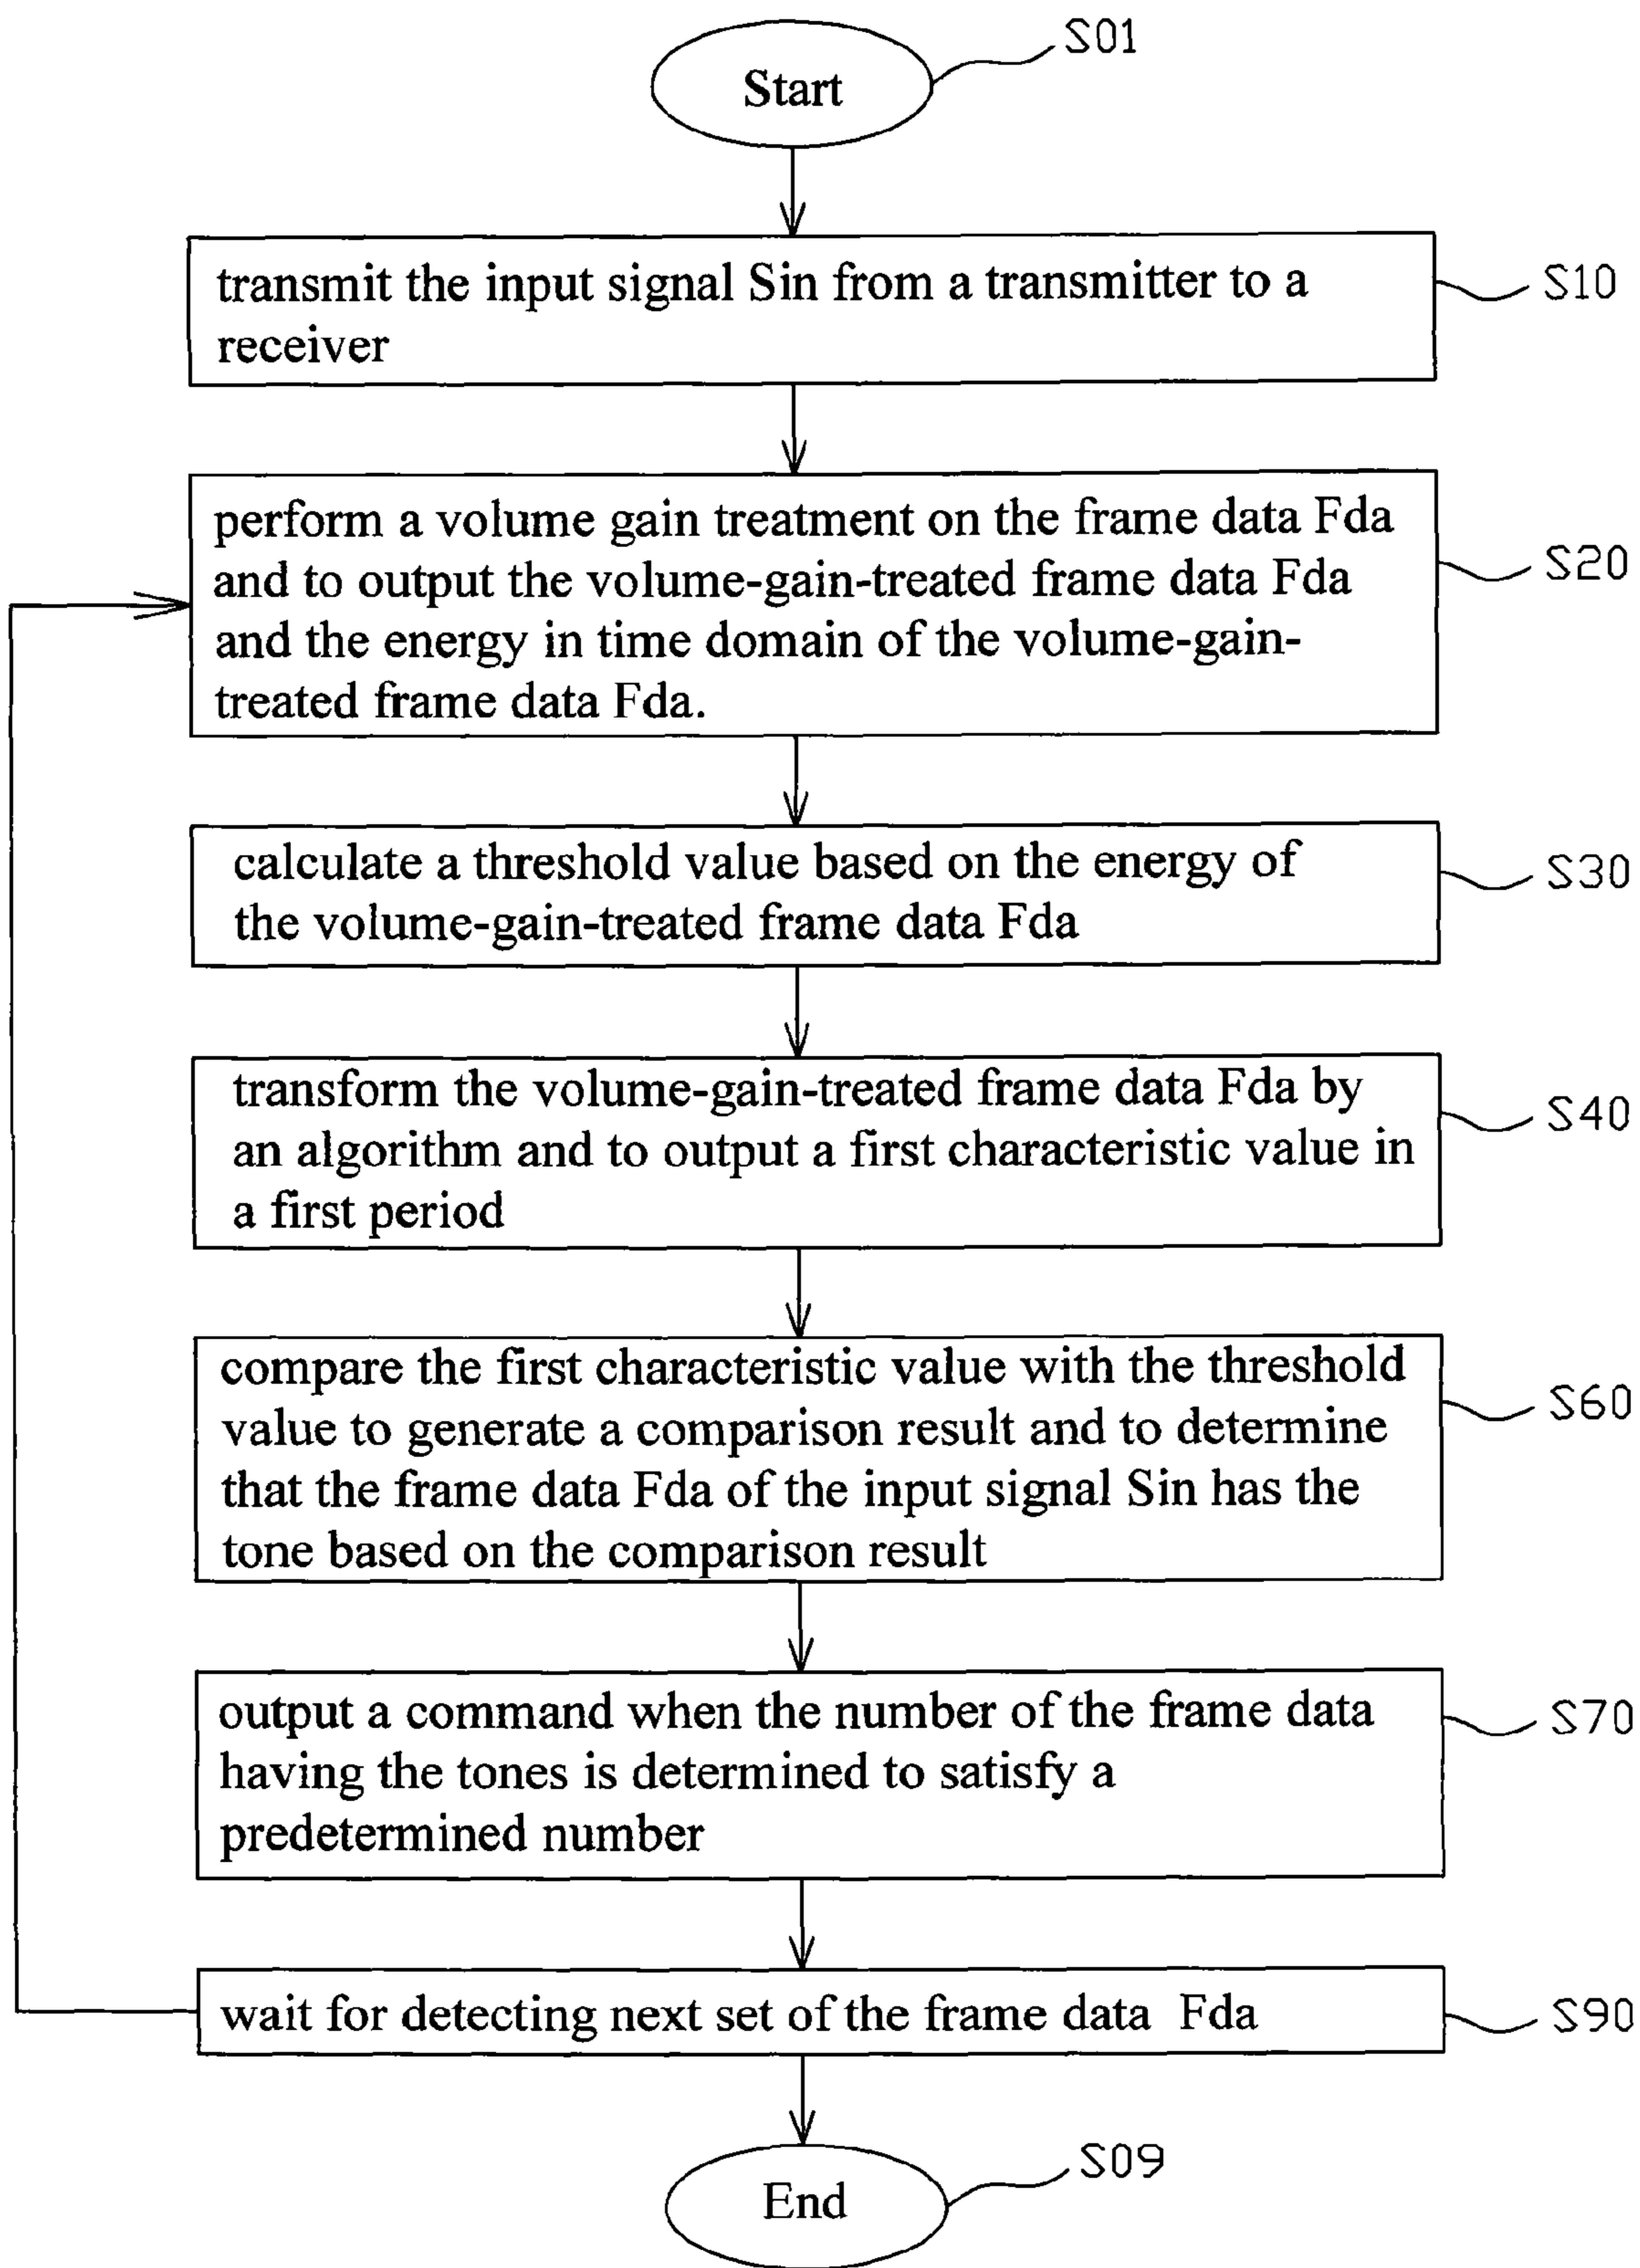 Start
S01
transmit the input signal Sin from a transmitter to a
receiver
S10
perform a volume gain treatment on the frame data Fda
and to output the volume-gain-treated frame data Fda
and the energy in time domain of the volume-gain-
treated frame data Fda.
S20
calculate a threshold value based on the energy of
the volume-gain-treated frame data Fda
S30
transform the volume-gain-treated frame data Fda by
an algorithm and to output a first characteristic value in
a first period
S40
compare the first characteristic value with the threshold
value to generate a comparison result and to determine
that the frame data Fda of the input signal Sin has the
tone based on the comparison result
S60
output a command when the number of the frame data
having the tones is determined to satisfy a
predetermined number
S70
wait for detecting next set of the frame data Fda
S90
End
S09